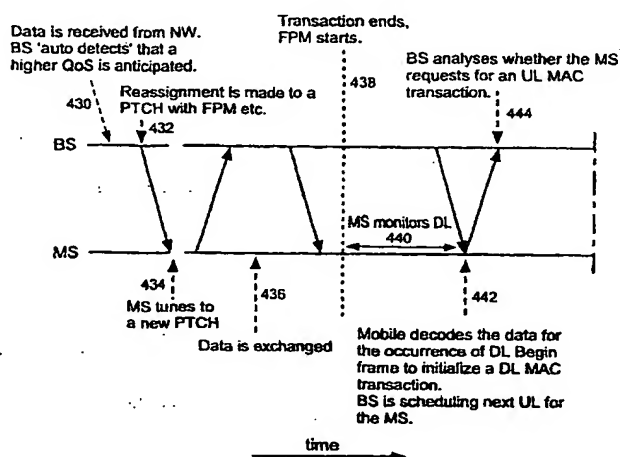 Data is received from NW.
BS 'auto detects' that a
higher QoS is anticipated.
430
432
Reassignment is made to a
PTCH with FPM etc.
Transaction ends,
FPM starts.
438
BS analyses whether the MS
requests for an UL MAC
transaction.
444
BS
MS
MS monitors DL
440
434
MS tunes to
a new PTCH
436
Data is exchanged
442
Mobile decodes the data for
the occurrence of DL Begin
frame to initialize a DL MAC
transaction.
BS is scheduling next UL for
the MS.
time